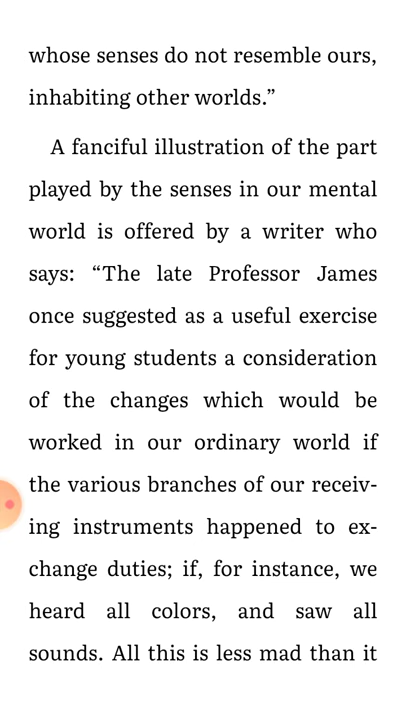 whose senses do not resemble ours,
inhabiting other worlds.”
A fanciful illustration of the part
played by the senses in our mental
world is offered by a writer who
says: “The late Professor James
once suggested as a useful exercise
for young students a consideration
of the changes which would be
worked in our ordinary world if
the various branches of our receiv-
ing instruments happened to ex-
change duties; if, for instance, we
heard all colors, and saw all
sounds. All this is less mad than it